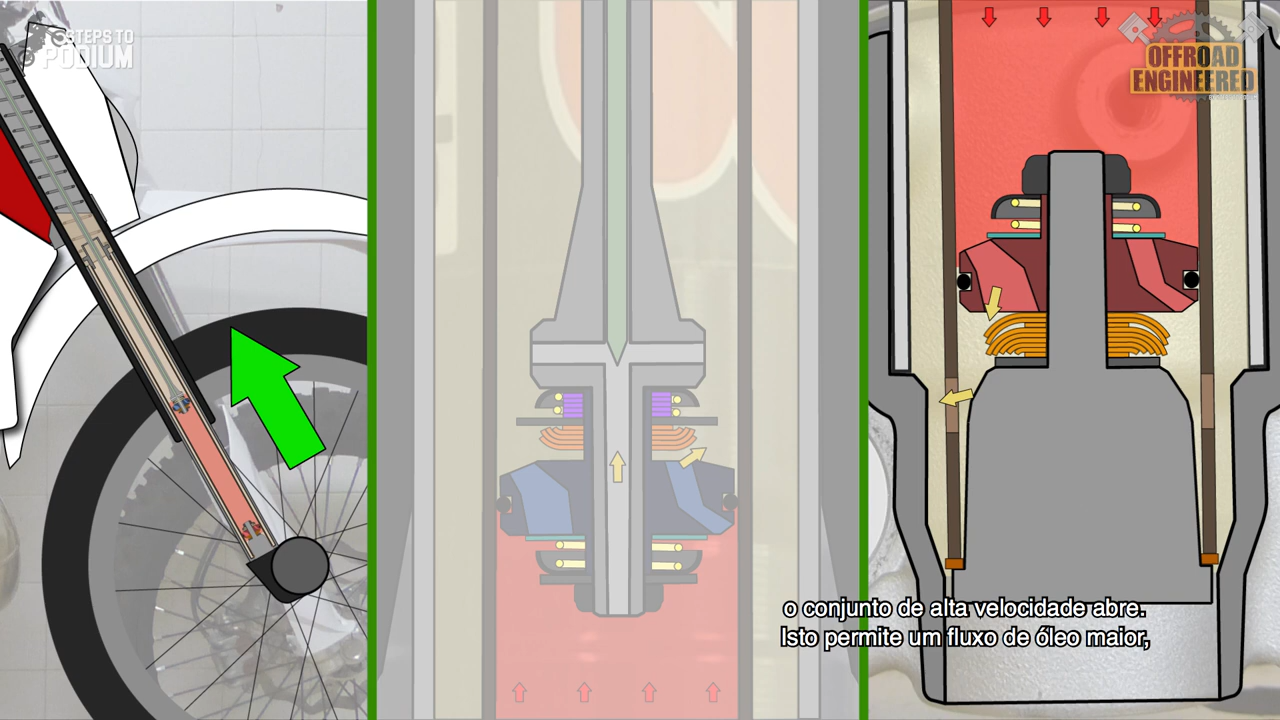 STEPS TO
PODIUM
OFFROAD
ENGINEERED
o conjunto de alta velocidade abre.
Isto permite um fluxo de óleo maior,